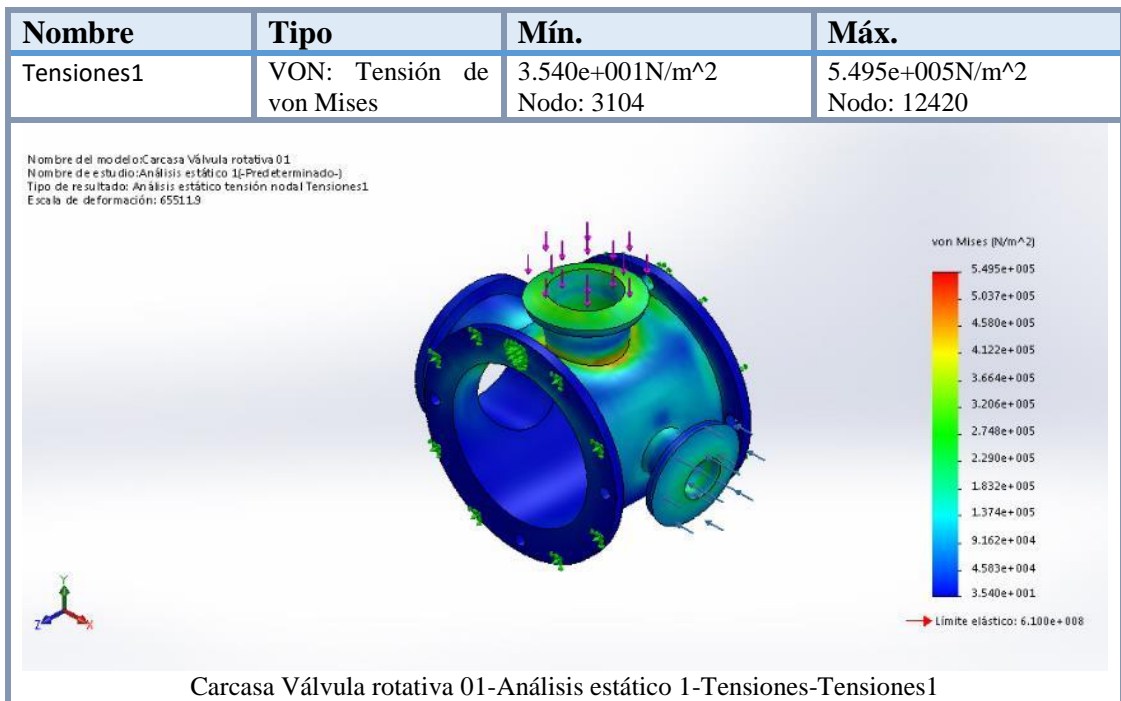 Nombre Tipo Mín. Máx.
Tensiones1 VON: Tensión de 3.540e+001N/m^2 5.495e+005N/m^2
von Mises Nodo: 3104 Nodo: 12420
Nombre del modelo:Carcasa Válvula rotativa 01
Nombre de estudio:Análisis estático 1(-Predeterminado-)
Tipo de resultado: Análisis estático tensión nodal Tensiones1
Escala de deformación: 65511.9
von Mises (N/m^2)
5.495e+005
5.037e+005
4.580e+005
4.122e+005
3.664e+005
3.206e+005
2.748e+005
2.290e+005
1.832e+005
1.374e+005
9.162e+004
4.583e+004
3.540e+001
Límite elástico: 6.100e+008
Y
Z
X
Carcasa Válvula rotativa 01-Análisis estático 1-Tensiones-Tensiones1